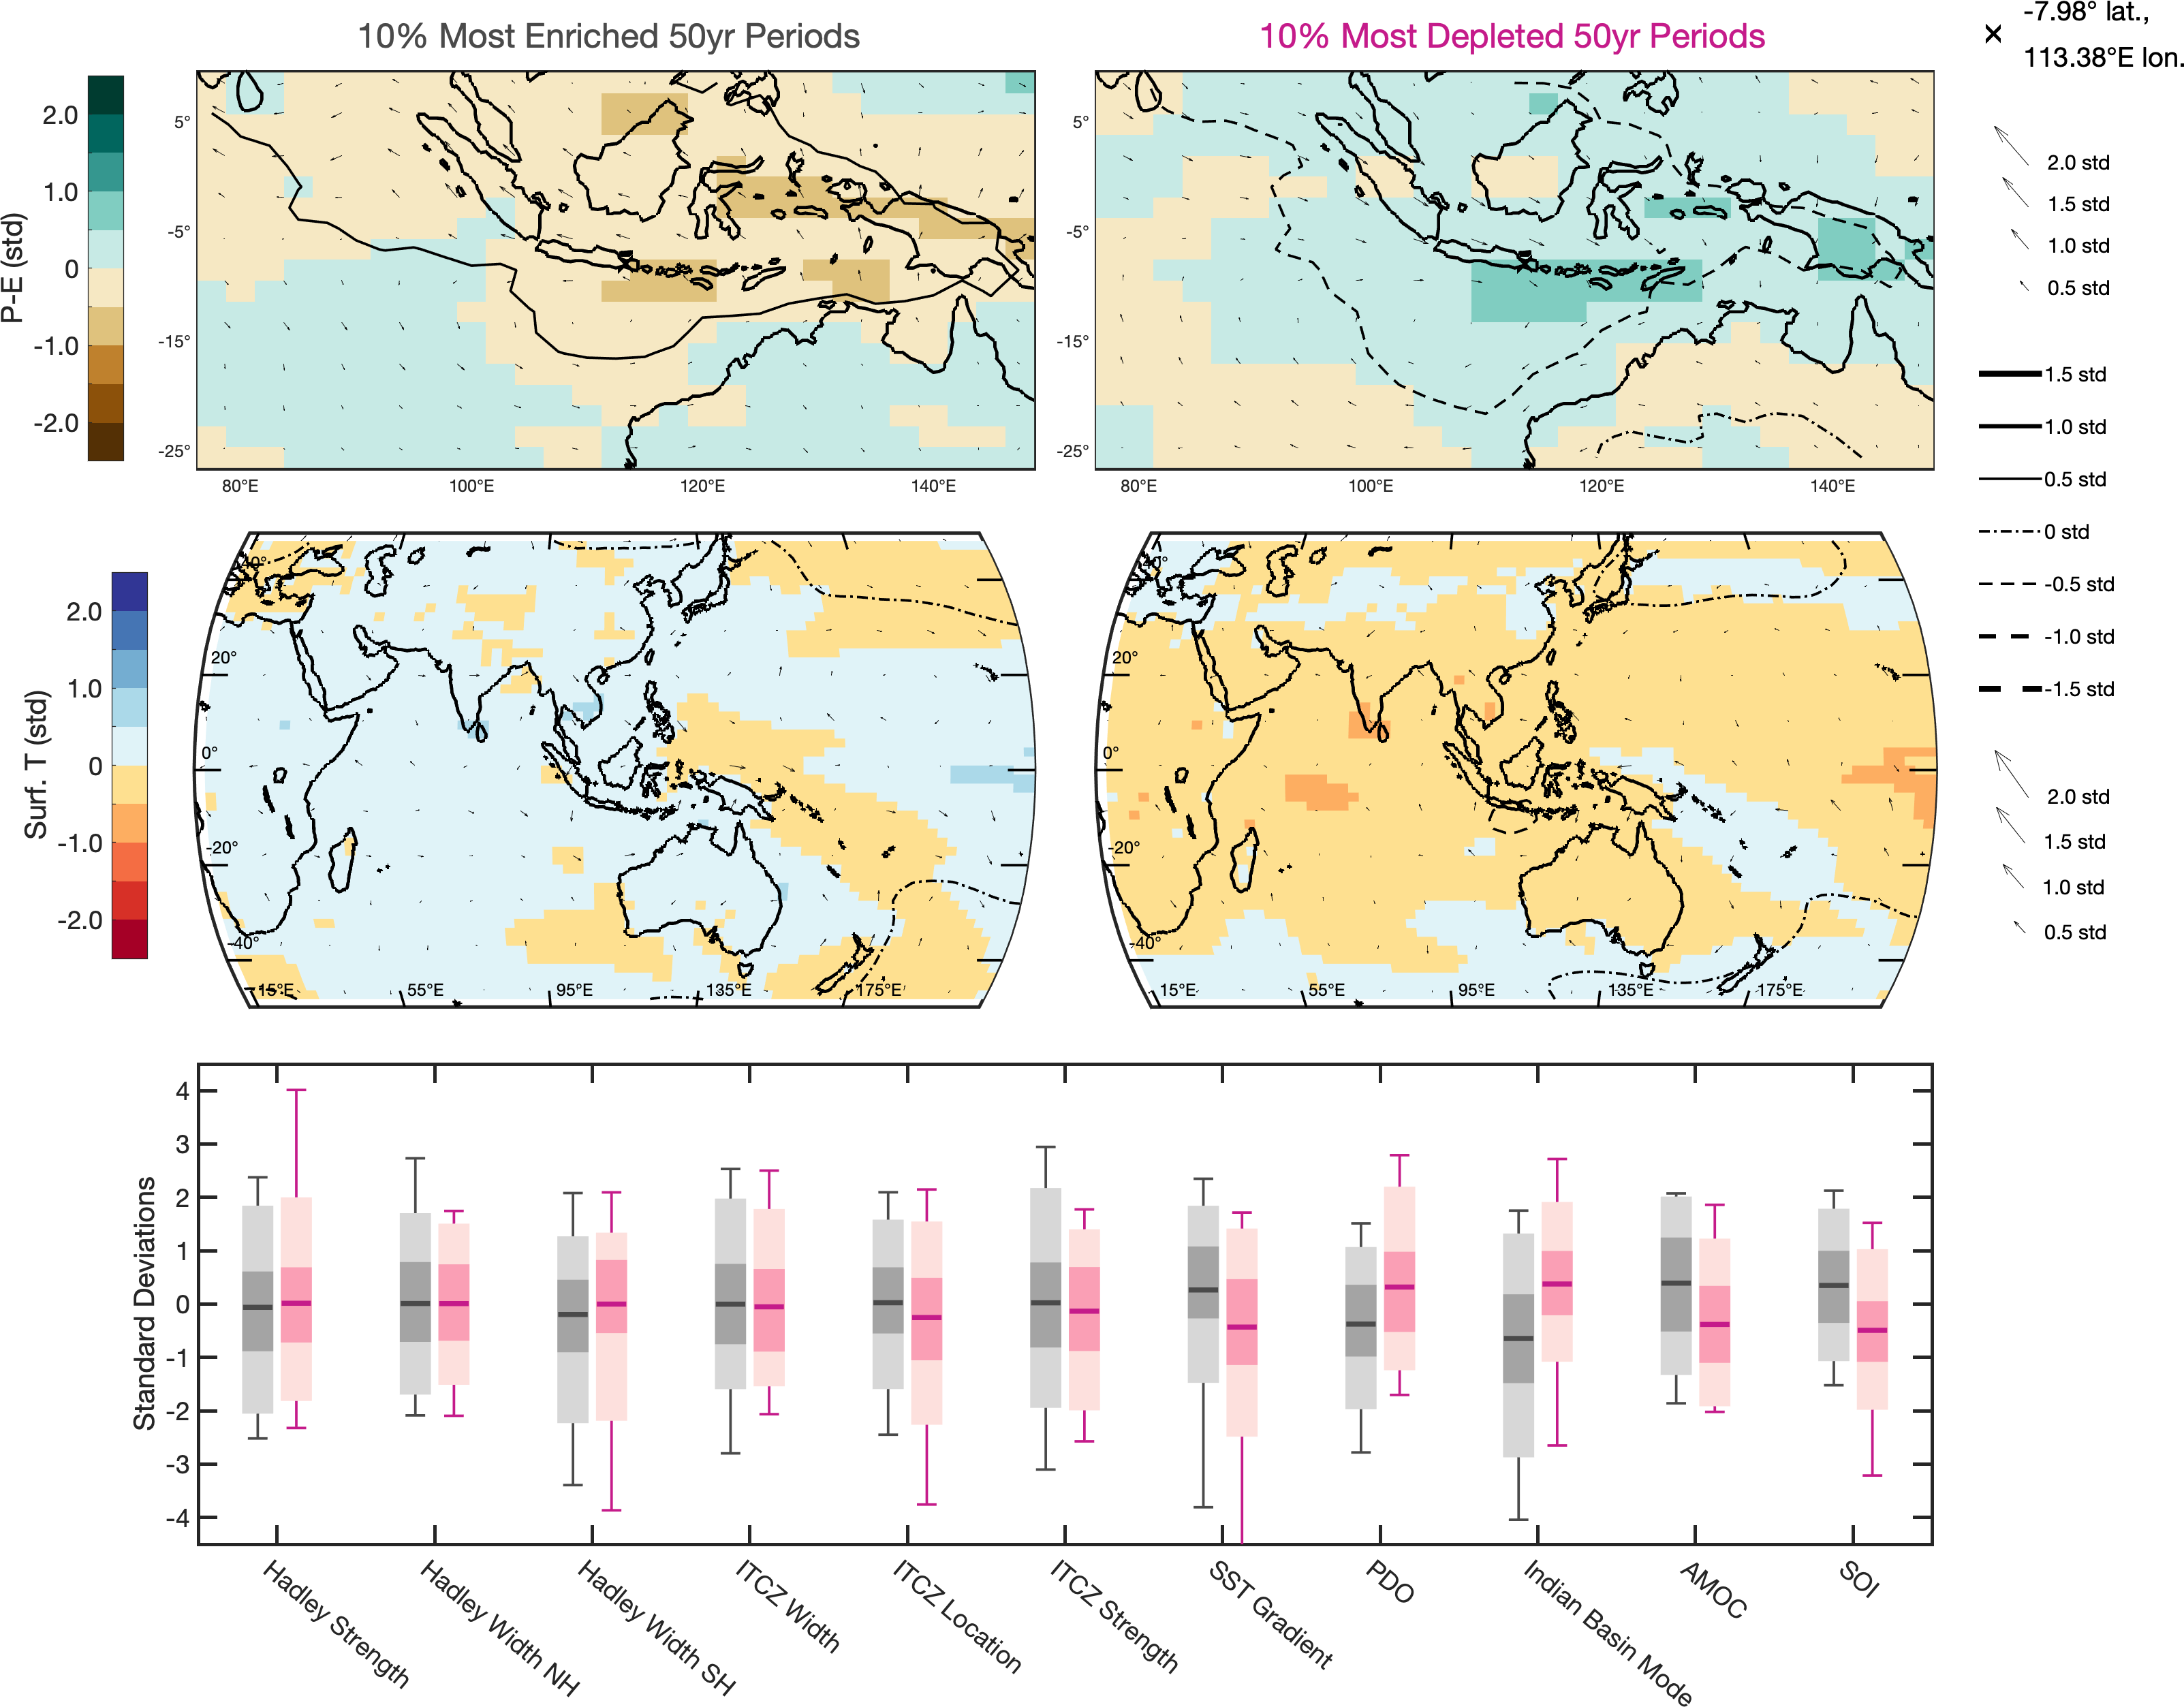 10% Most Enriched 50yr Periods
10% Most Depleted 50yr Periods
-7.98° lat.,
113.38°E lon.
P-E (std)
2.0
1.0
0
-1.0
-2.0
5°
-5°
-15°
-25°
80°E
100°E
120°E
140°E
5°
-5°
-15°
-25°
80°E
100°E
120°E
140°E
2.0 std
1.5 std
1.0 std
0.5 std
1.5 std
1.0 std
0.5 std
0 std
-0.5 std
-1.0 std
-1.5 std
Surf. T (std)
2.0
1.0
0
-1.0
-2.0
40°
20°
0°
-20°
-40°
15°E
55°E
95°E
135°E
175°E
40°
20°
0°
-20°
-40°
15°E
55°E
95°E
135°E
175°E
2.0 std
1.5 std
1.0 std
0.5 std
Standard Deviations
4
3
2
1
0
-1
-2
-3
-4
Hadley Strength
Hadley Width NH
Hadley Width SH
ITCZ Width
ITCZ Location
ITCZ Strength
SST Gradient
PDO
Indian Basin Mode
AMOC
SOI